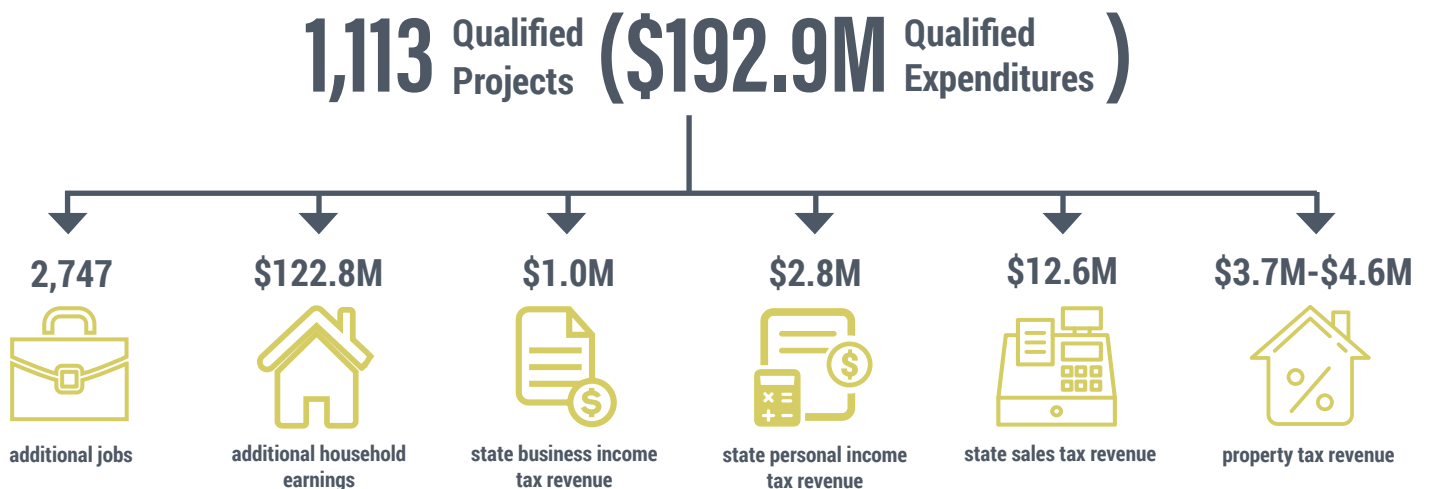 1,113 Qualified Projects ($192.9M Qualified Expenditures )
2,747
$122.8M
$1.0M
$2.8M
$12.6M
$3.7M-$4.6M
additional jobs
additional household
earnings
state business income
tax revenue
state personal income
tax revenue
state sales tax revenue
property tax revenue